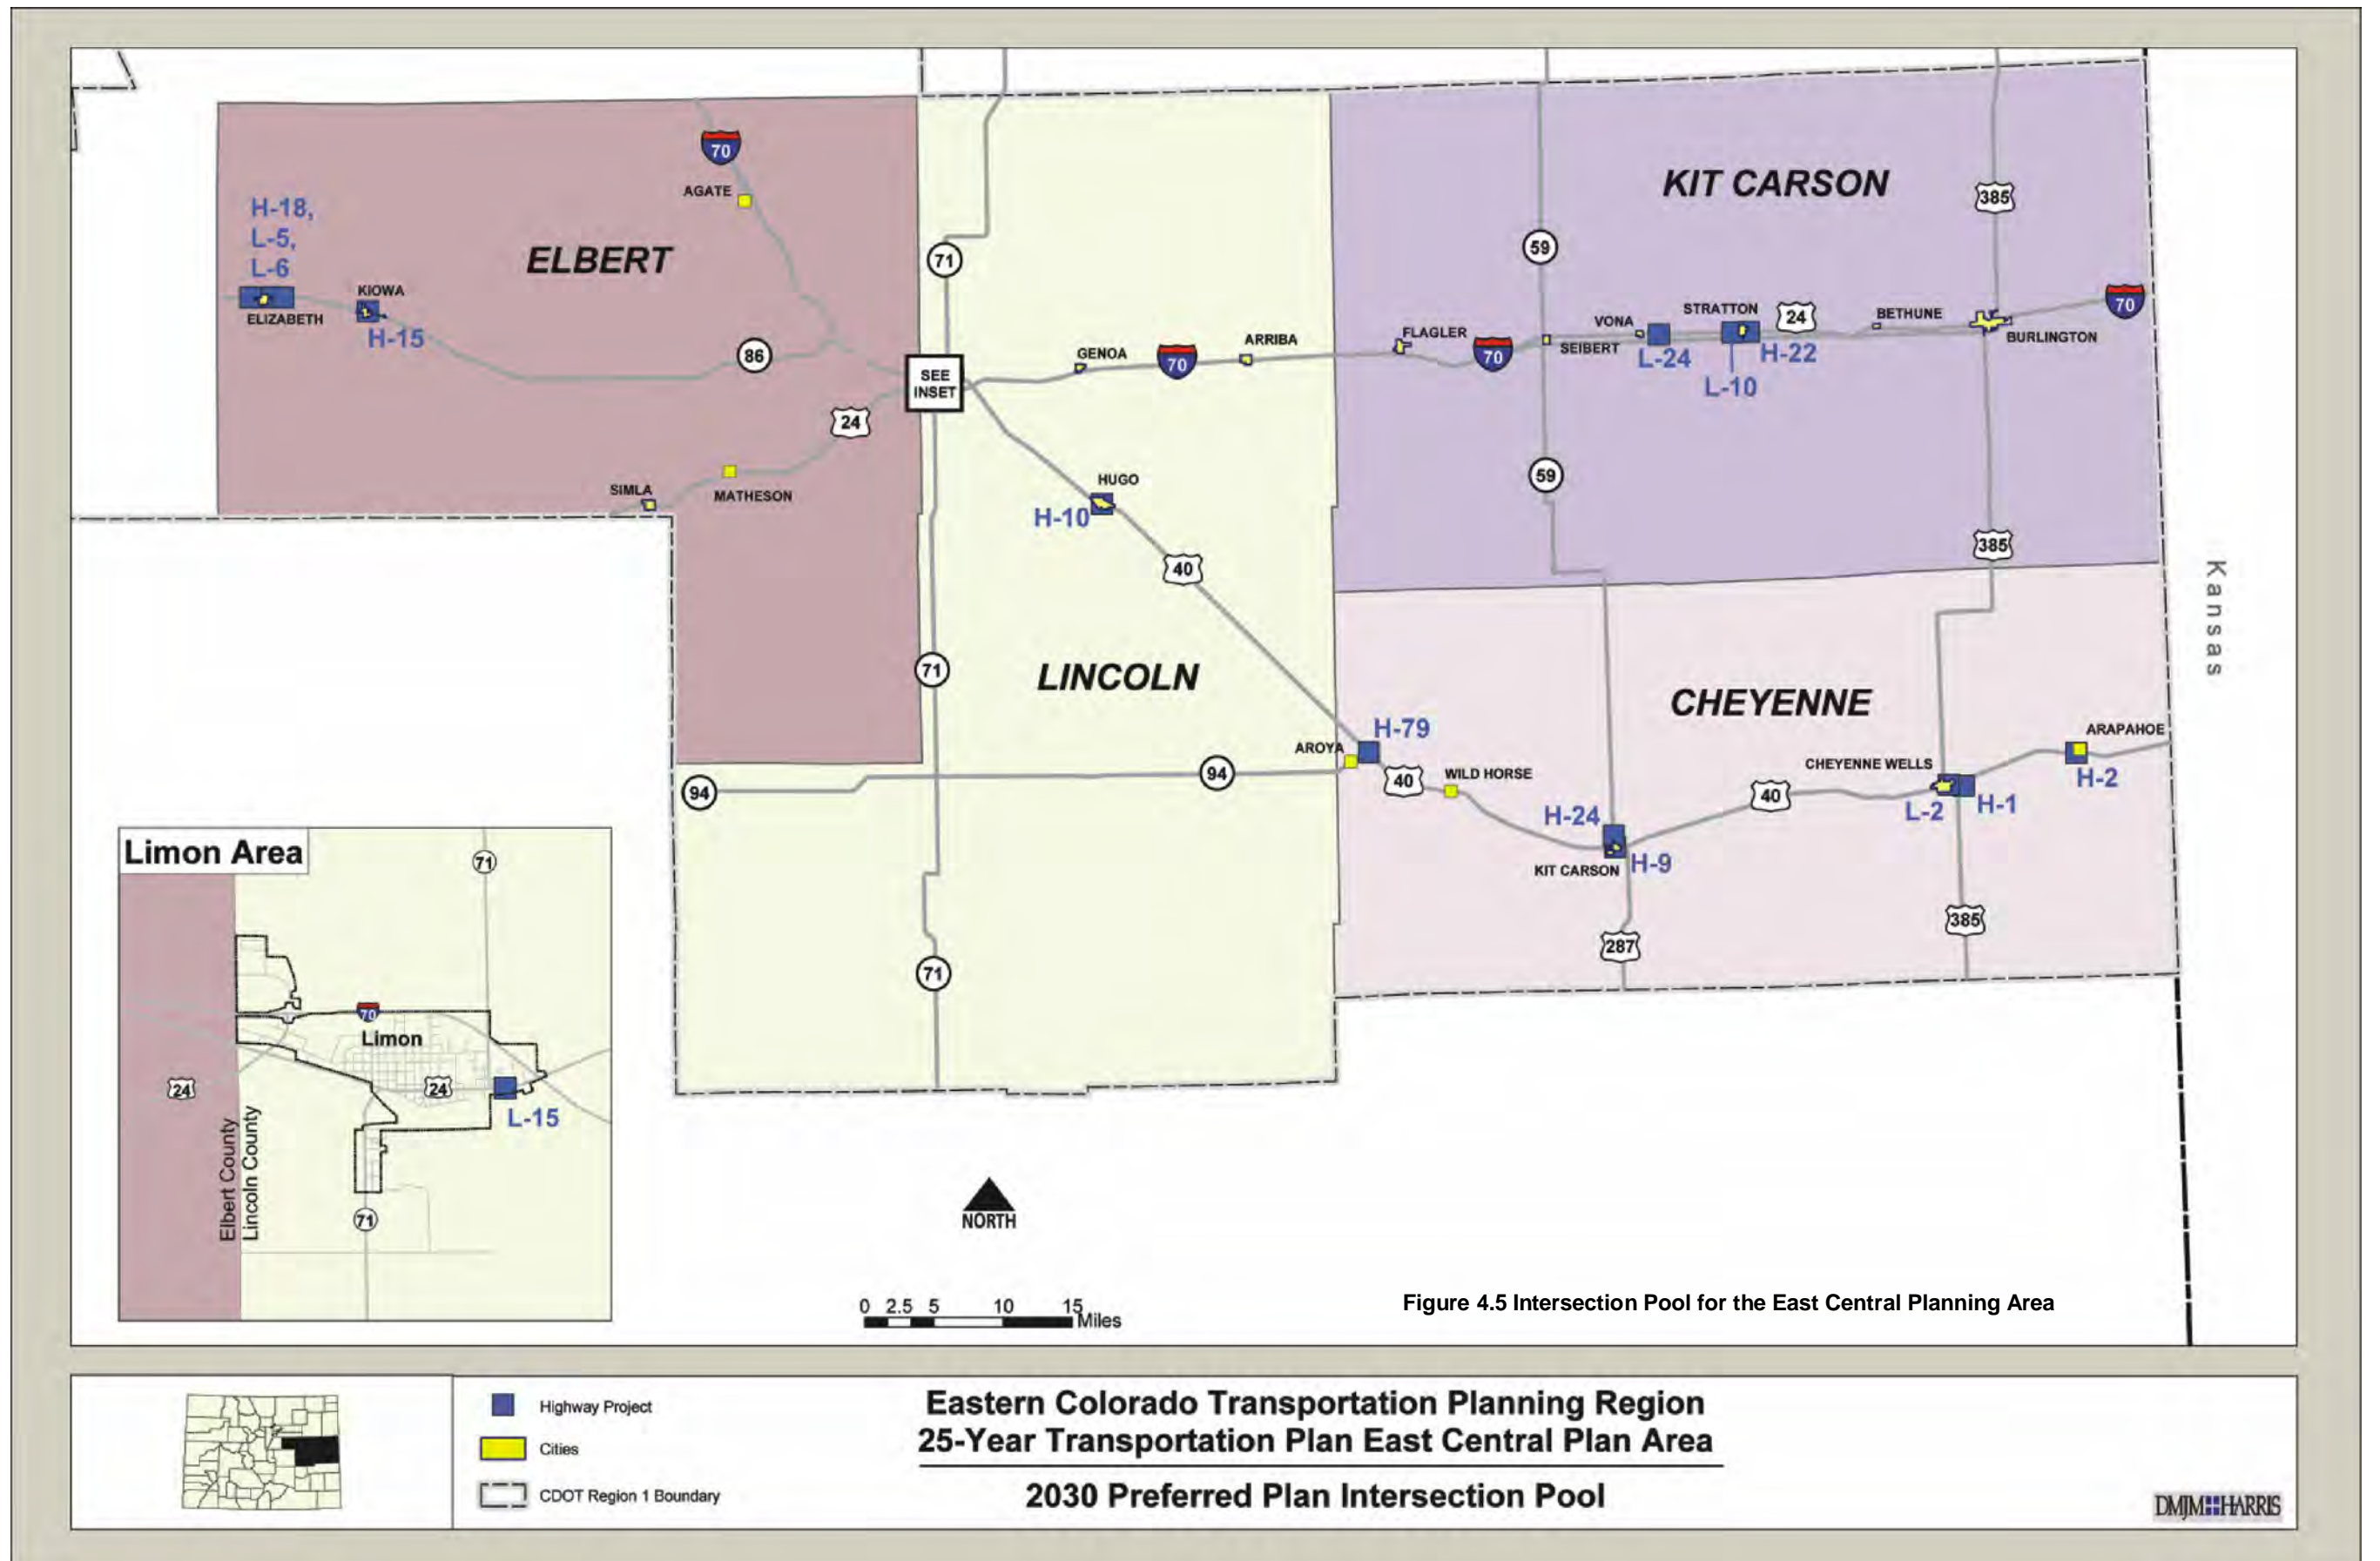 KIT CARSON
70
AGATE
385
H-18,
L-5,
L-6
ELBERT
71
59
KIOWA
ELIZABETH
H-15
86
SEE
INSET
GENOA
70
ARRIBA
FLAGLER
70
SEIBERT
VONA
L-24
STRATTON
24
L-10
H-22
BETHUNE
BURLINGTON
70
24
SIMLA
MATHESON
HUGO
H-10
59
40
385
Kansas
71
LINCOLN
CHEYENNE
H-79
AROYA
94
94
40
WILD HORSE
H-24
KIT CARSON
H-9
40
CHEYENNE WELLS
L-2
H-1
ARAPAHOE
H-2
287
385
71
Limon Area
71
70
Limon
24
24
L-15
Elbert County
Lincoln County
71
NORTH
0 2.5 5 10 15
Miles
Figure 4.5 Intersection Pool for the East Central Planning Area
Highway Project
Cities
CDOT Region 1 Boundary
Eastern Colorado Transportation Planning Region
25-Year Transportation Plan East Central Plan Area
2030 Preferred Plan Intersection Pool
DMJM HARRIS